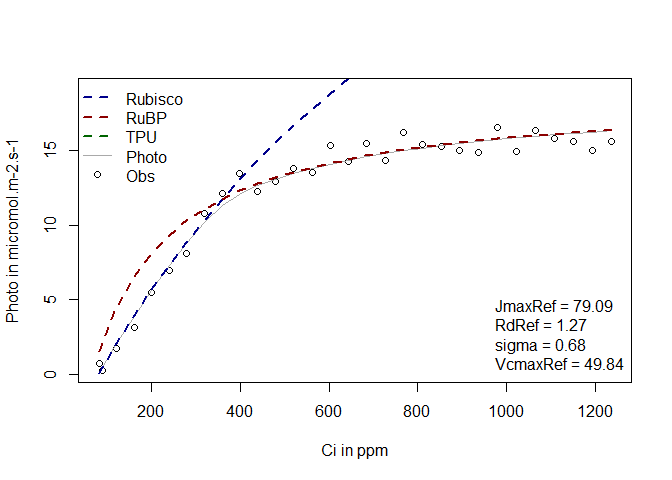 Rubisco
RuBP
TPU
Photo
Obs
Photo in micromol.m-2.s-1
15
10
5
0
JmaxRef = 79.09
RdRef = 1.27
sigma = 0.68
VcmaxRef = 49.84
200 400 600 800 1000 1200
Ci in ppm